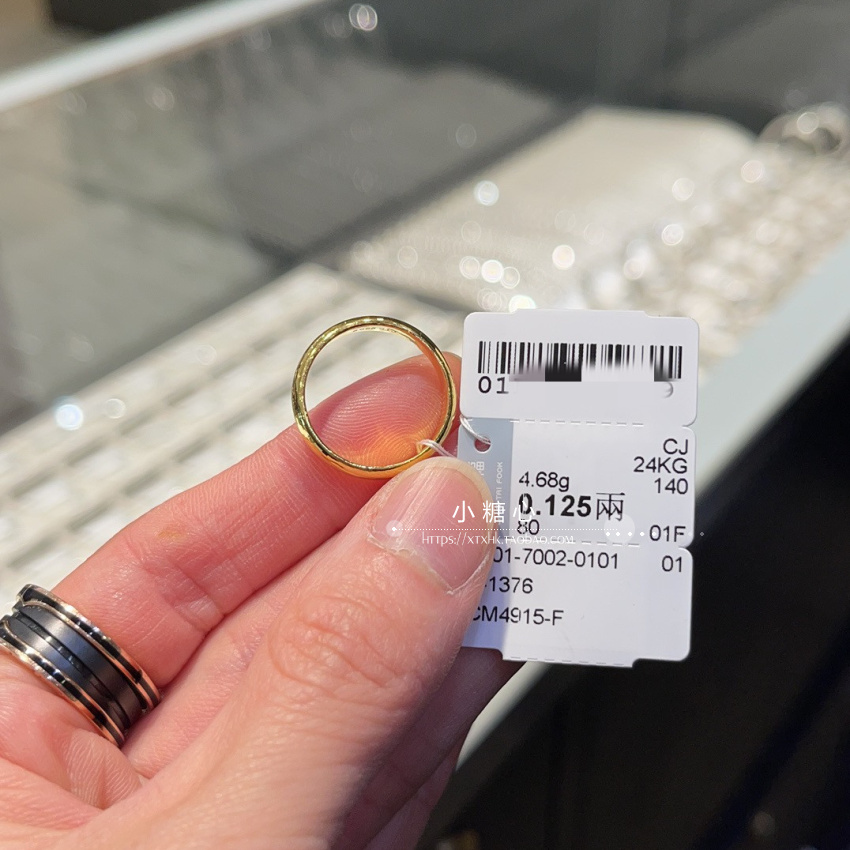 01
CJ
24KG
4.68g
140
0.125兩
80
01F
01-7002-0101
01
-1376
CM4915-F
小糖心
HTTPS://XTXHK.TAOBAO.COM